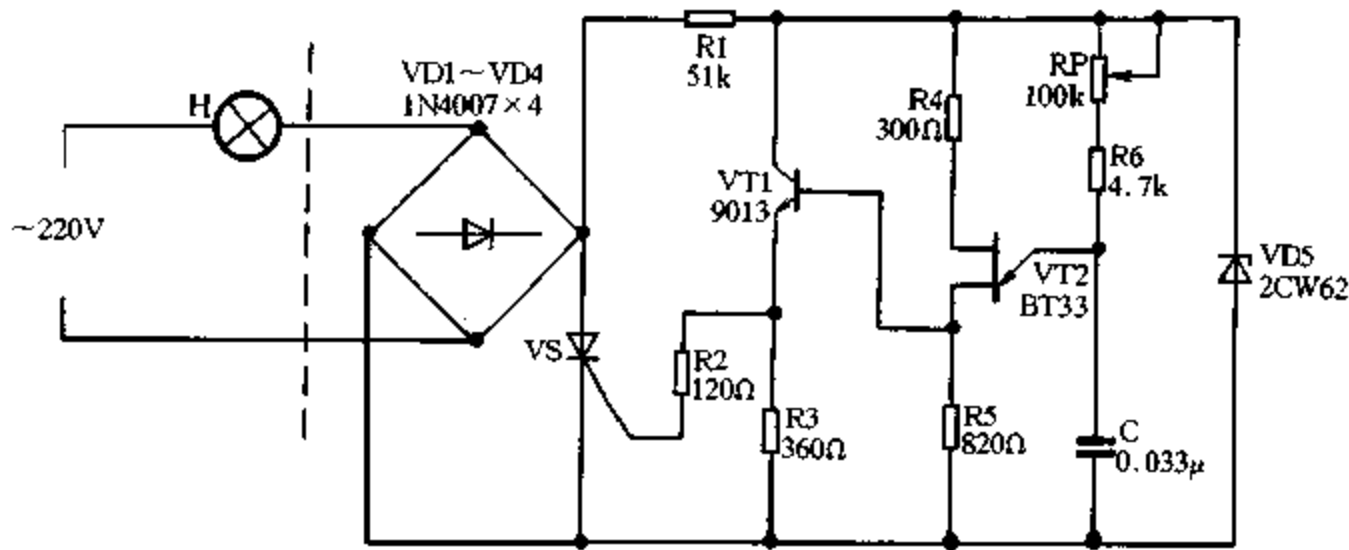 R1
51k
VD1～VD4
1N4007×4
H
～220V
VS
R2
120Ω
VT1
9013
R3
360Ω
R4
300Ω
R5
820Ω
VT2
BT33
RP
100k
R6
4.7k
C
0.033μ
VD5
2CW62